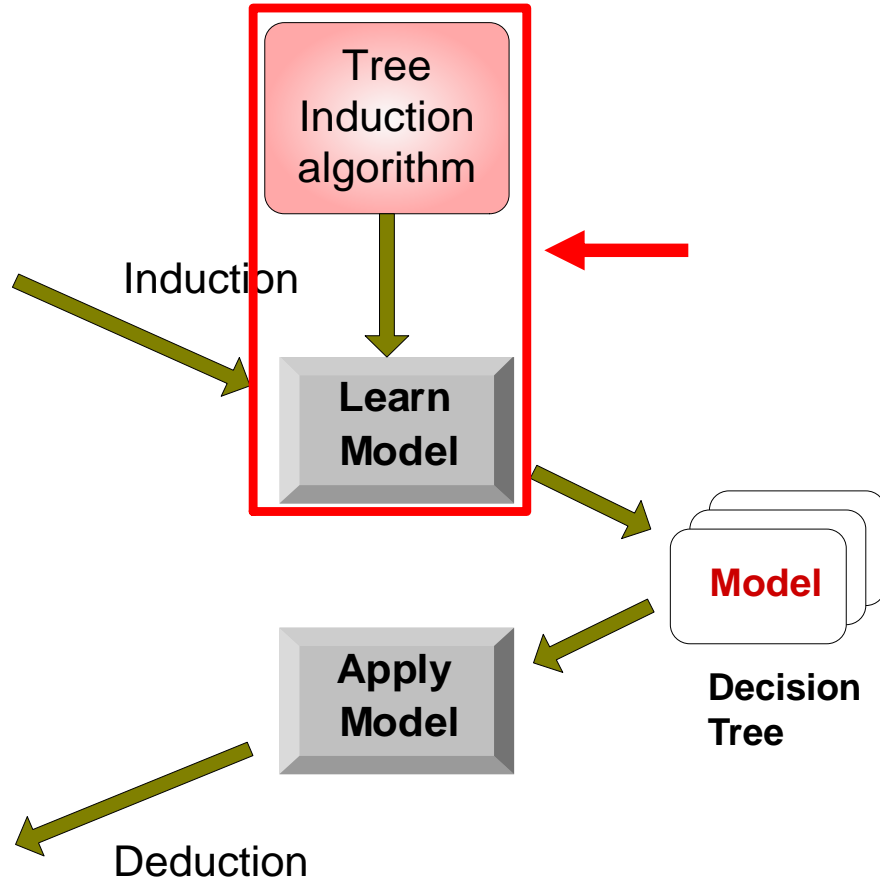 Tree
Induction
algorithm
Induction
Learn
Model
Model
Apply
Model
Decision
Tree
Deduction